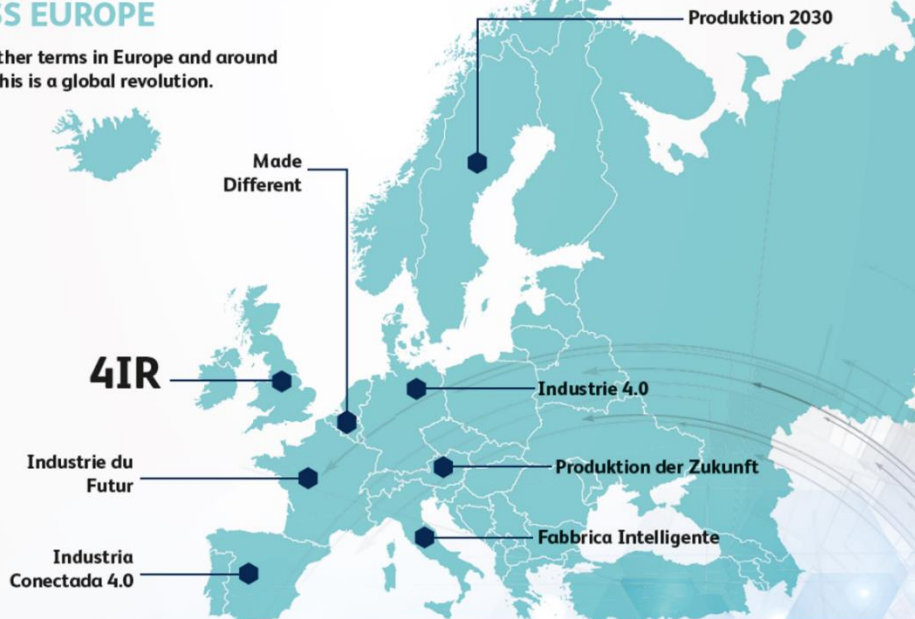 SS EUROPE
ther terms in Europe and around
his is a global revolution.
Produktion 2030
Made
Different
4IR
Industrie 4.0
Industrie du
Futur
Produktion der Zukunft
Fabbrica Intelligente
Industria
Conectada 4.0